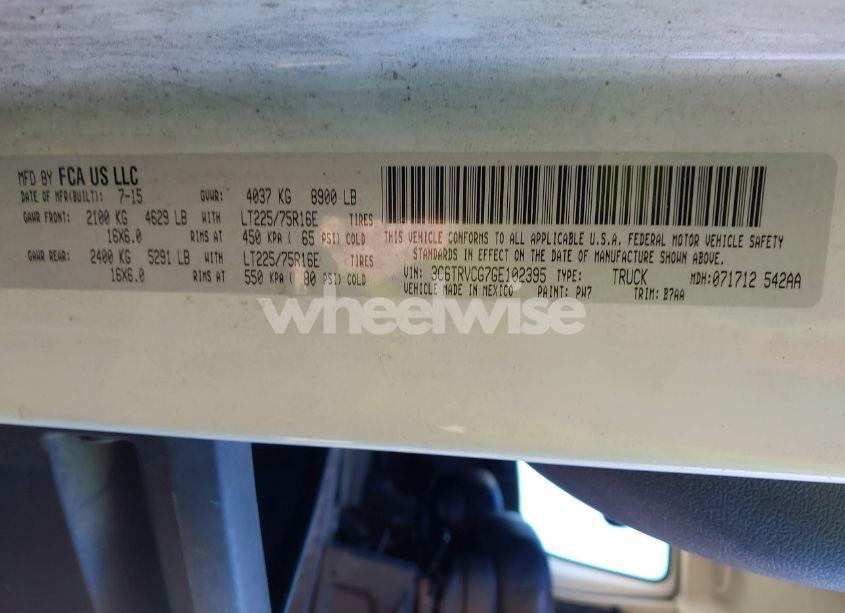 MFD BY FCA US LLC
DATE OF MFR(BUILT): 7-15 GVWR: 4037 KG 8900 LB
GAWR FRONT: 2100 KG 4629 LB WITH LT225/75R16E TIRES
16X6.0 RIMS AT 450 KPA ( 65 PSI) COLD
GAWR REAR: 2400 KG 5291 LB WITH LT225/75R16E TIRES
16X6.0 RIMS AT 550 KPA ( 80 PSI) COLD
THIS VEHICLE CONFORMS TO ALL APPLICABLE U.S.A. FEDERAL MOTOR VEHICLE SAFETY
STANDARDS IN EFFECT ON THE DATE OF MANUFACTURE SHOWN ABOVE.
VIN: 3C6TRVCG7GE102395 TYPE: TRUCK MDH:071712 542AA
VEHICLE MADE IN MEXICO PAINT: PW7 TRIM: B7AA
wheelwise